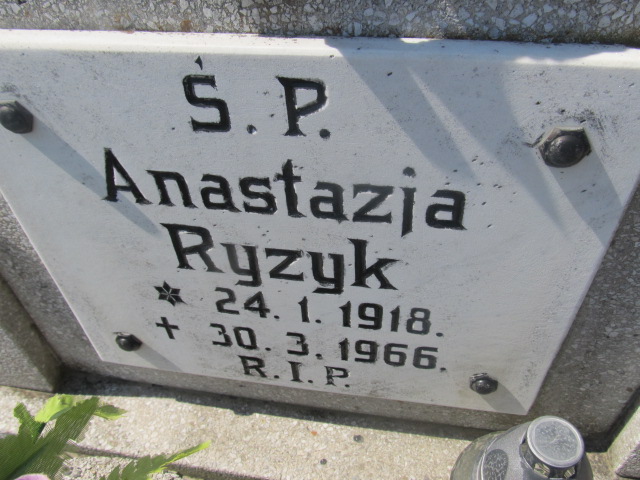 Ś.P.
Anastazja
Ryzyk
* 24.1.1918.
+ 30.3.1966.
R.I.P.